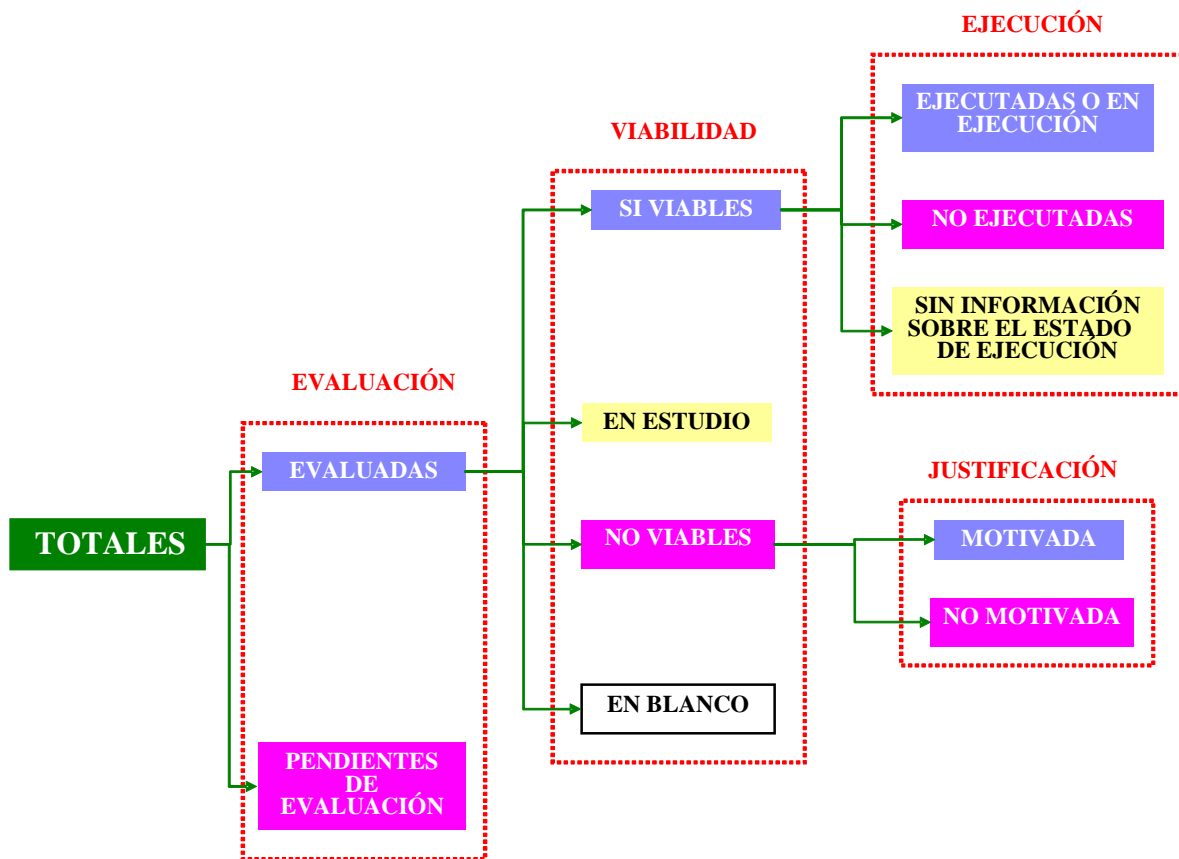 EJECUCIÓN
EJECUTADAS O EN
EJECUCIÓN
VIABILIDAD
SI VIABLES
NO EJECUTADAS
SIN INFORMACIÓN
SOBRE EL ESTADO
DE EJECUCIÓN
EVALUACIÓN
EN ESTUDIO
EVALUADAS
JUSTIFICACIÓN
TOTALES
NO VIABLES
MOTIVADA
NO MOTIVADA
EN BLANCO
PENDIENTES
DE
EVALUACIÓN